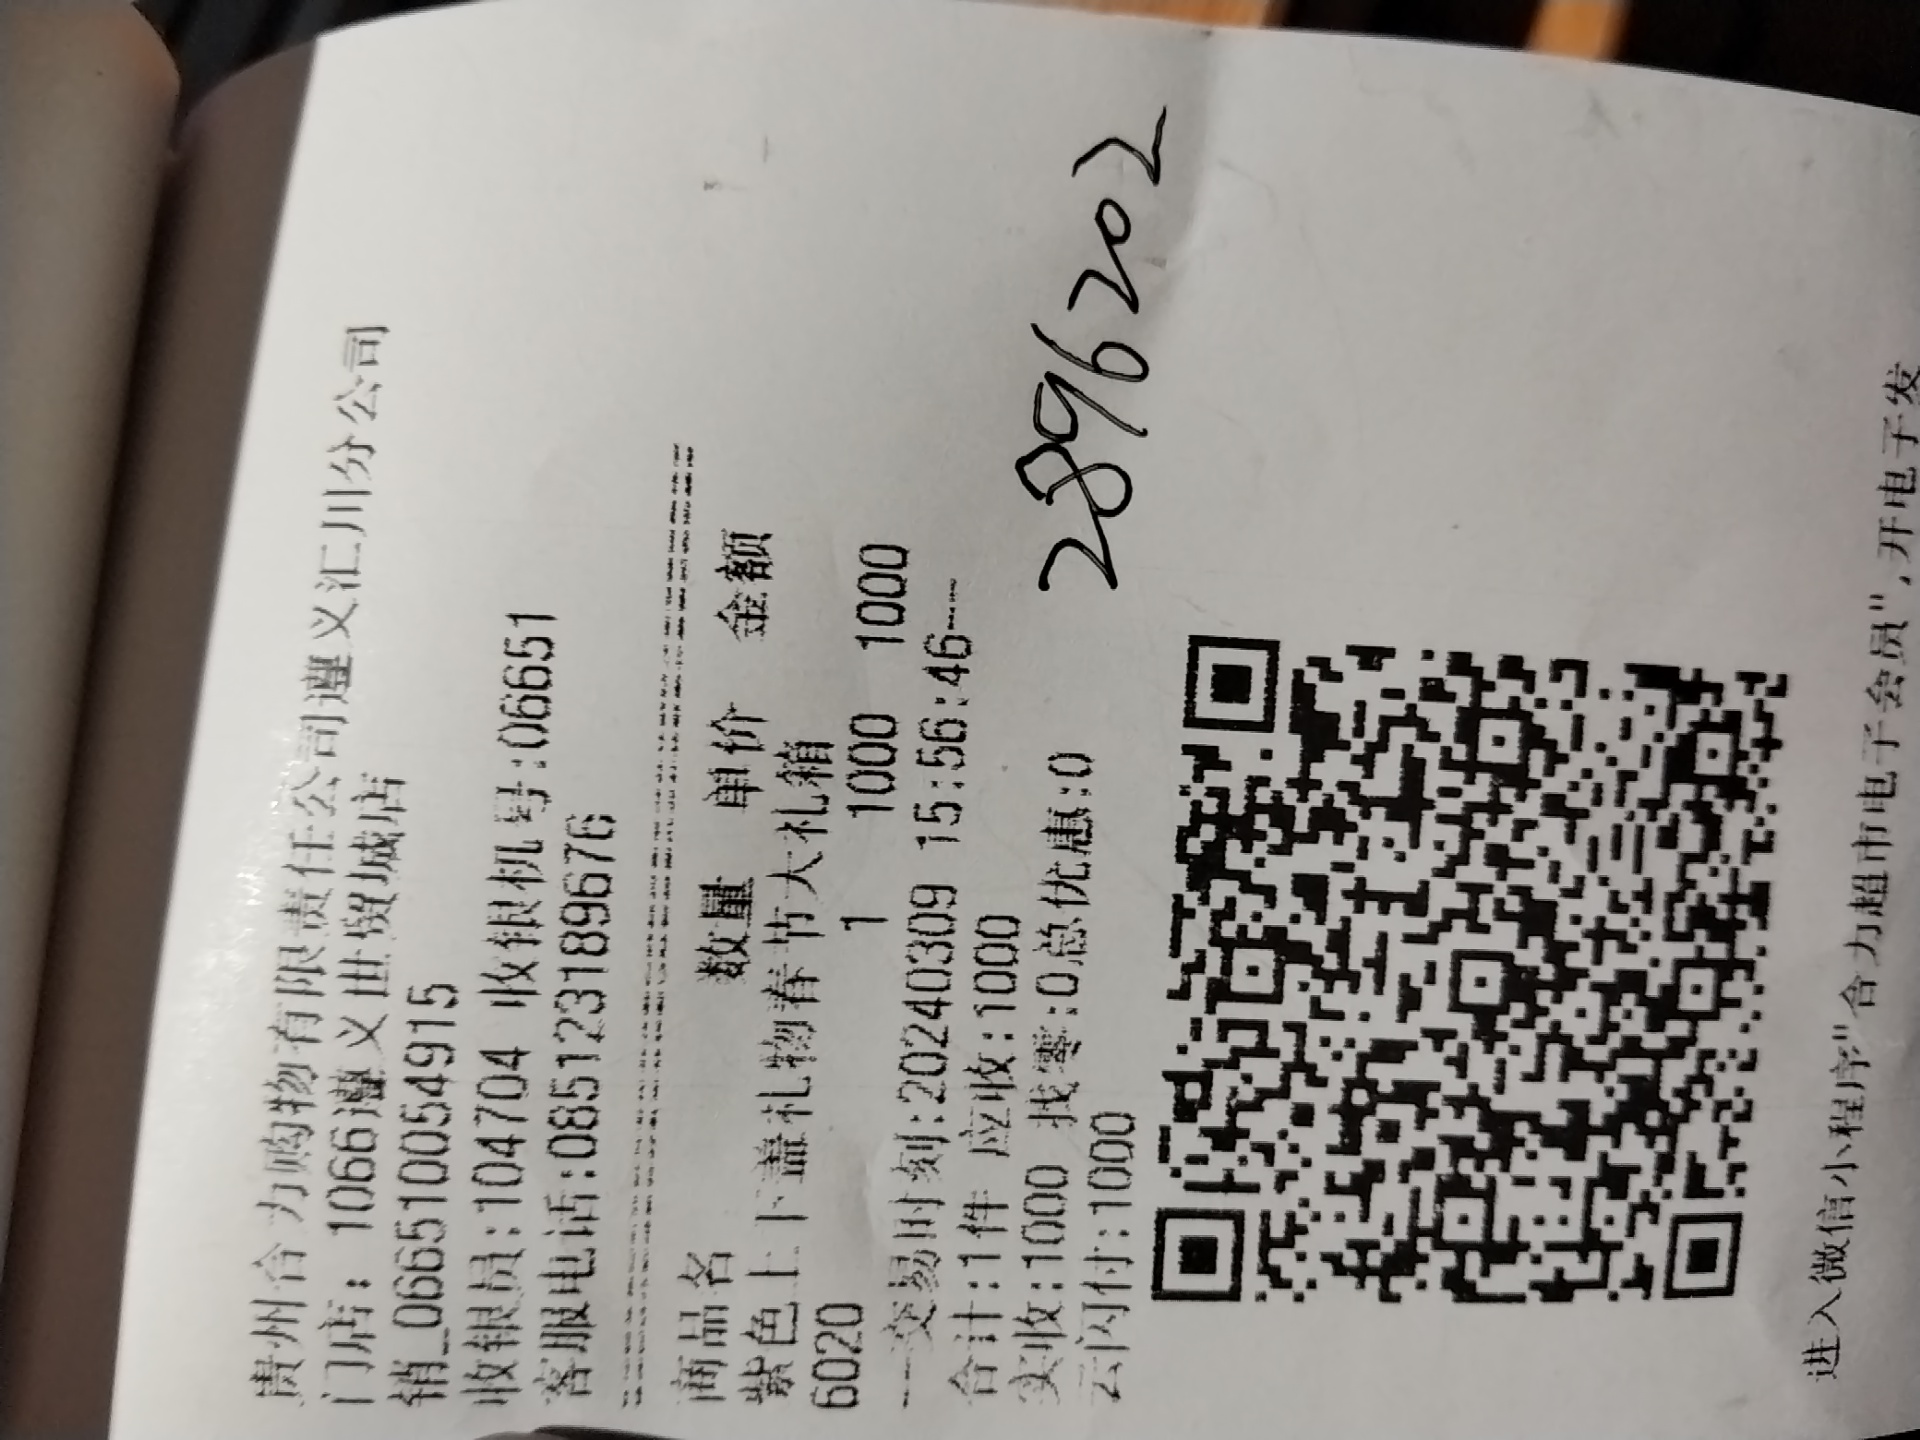 贵州合力购物有限责任公司遵义汇川分公司
门店: 1066遵义世贸城店
销_066510054915
收银员:104704 收银机号:06651
客服电话:085123189676
商品名 数量 单价 金额
紫色上下盖礼物春节大礼箱
6020 1 1000 1000
--交易时刻:20240309 15:56:46---
合计:1件 应收:1000
实收:1000 找零:0总优惠:0
云闪付:1000
2896202
进入微信小程序"合力超市电子会员",开电子发